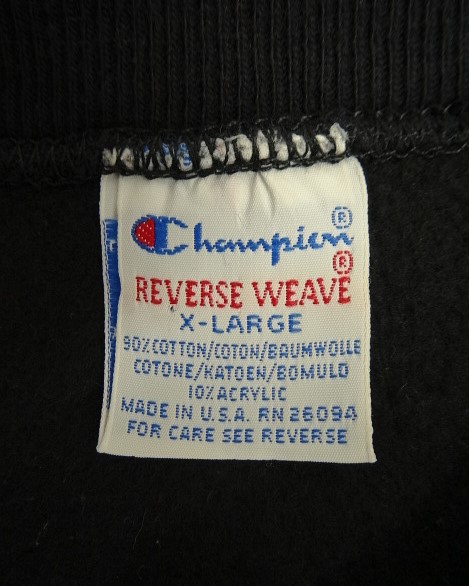 Champion®
REVERSE WEAVE®
X-LARGE
90% COTTON/COTON/BAUMWOLLE
COTONE/KATOEN/BOMULD
10% ACRYLIC
MADE IN U.S.A. RN 26094
FOR CARE SEE REVERSE